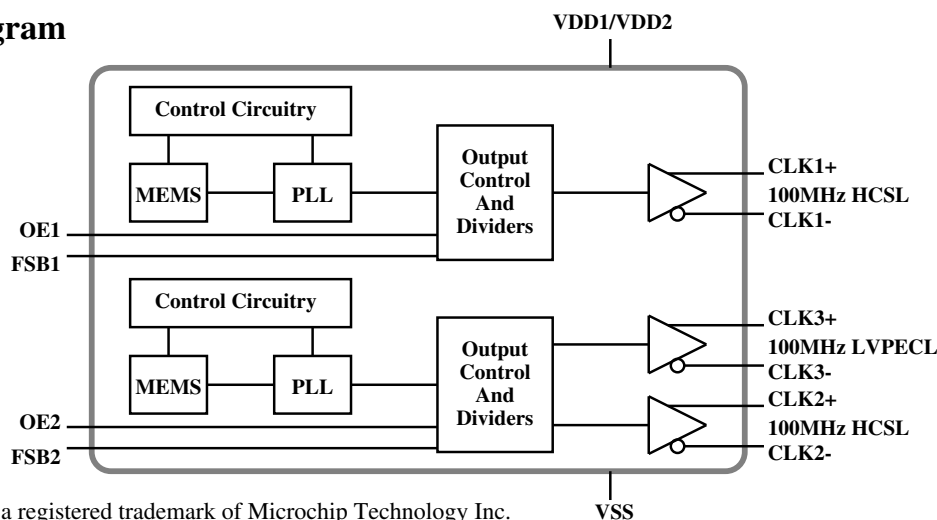 gram
VDD1/VDD2
Control Circuitry
MEMS
PLL
Output
Control
And
Dividers
CLK1+
100MHz HCSL
CLK1-
OE1
FSB1
Control Circuitry
MEMS
PLL
Output
Control
And
Dividers
CLK3+
100MHz LVPECL
CLK3-
CLK2+
100MHz HCSL
CLK2-
OE2
FSB2
a registered trademark of Microchip Technology Inc.
VSS